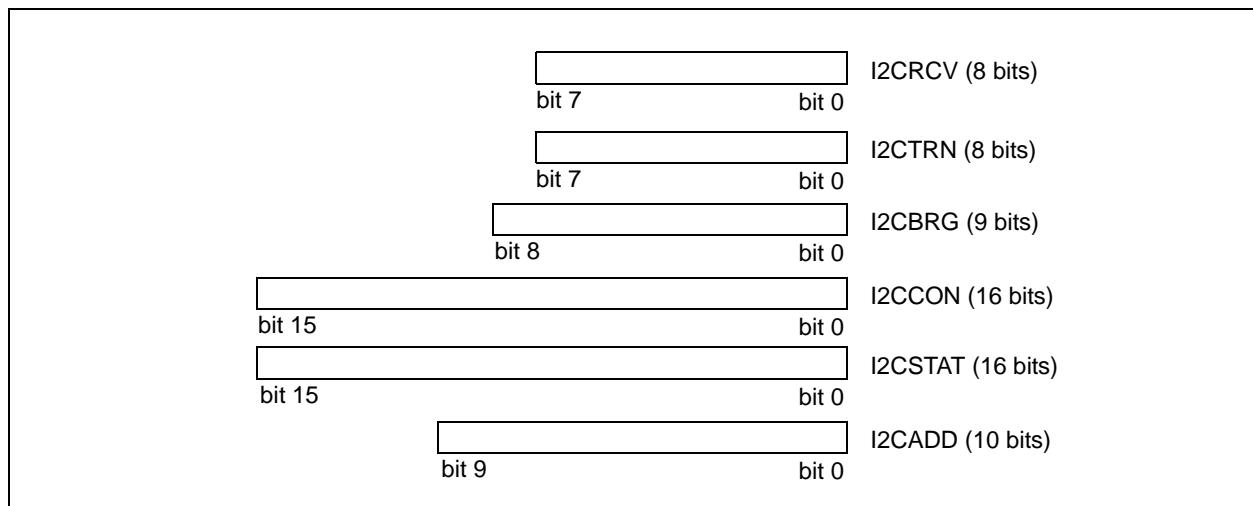 I2CRCV (8 bits)
bit 7 bit 0
I2CTRN (8 bits)
bit 7 bit 0
I2CBRG (9 bits)
bit 8 bit 0
I2CCON (16 bits)
bit 15 bit 0
I2CSTAT (16 bits)
bit 15 bit 0
I2CADD (10 bits)
bit 9 bit 0